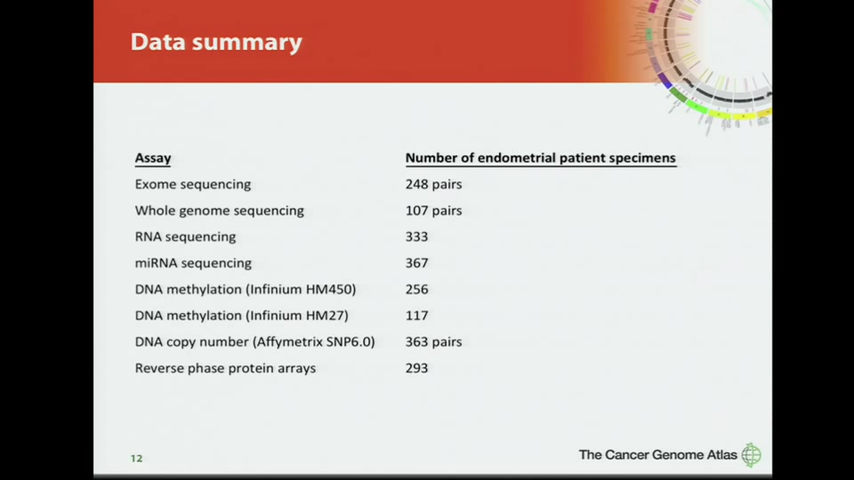 Data summary
Assay Number of endometrial patient specimens
Exome sequencing 248 pairs
Whole genome sequencing 107 pairs
RNA sequencing 333
miRNA sequencing 367
DNA methylation (Infinium HM450) 256
DNA methylation (Infinium HM27) 117
DNA copy number (Affymetrix SNP6.0) 363 pairs
Reverse phase protein arrays 293
12 The Cancer Genome Atlas